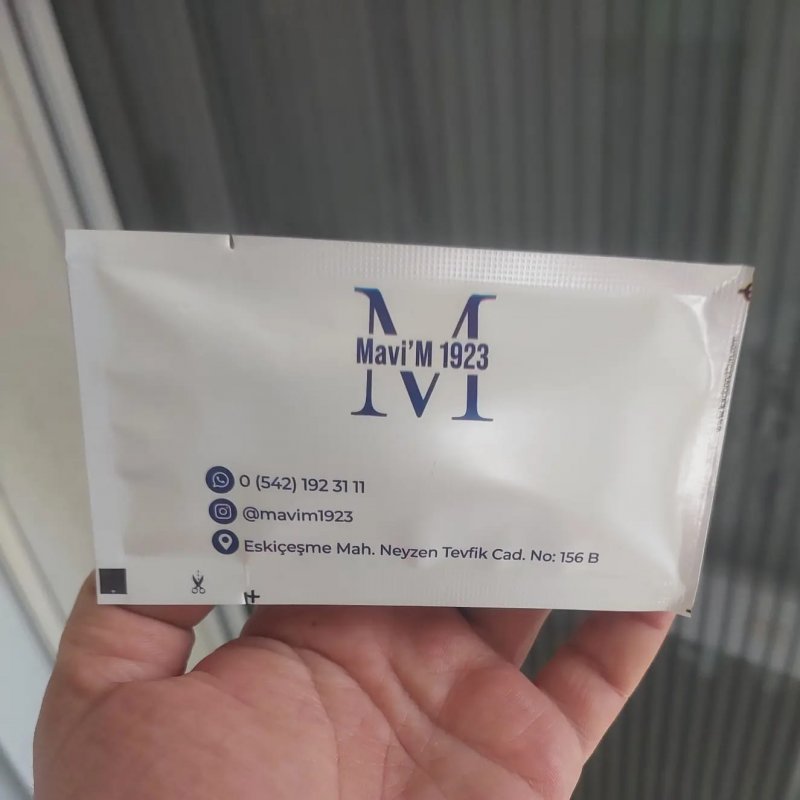 M
Mavi'M 1923
0 (542) 192 31 11
@mavim1923
Eskiçeşme Mah. Neyzen Tevfik Cad. No: 156 B